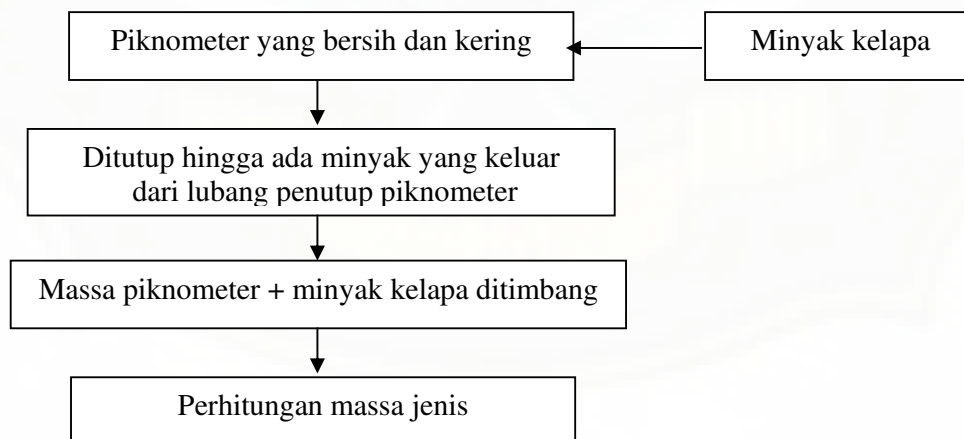 Piknometer yang bersih dan kering
Minyak kelapa
Ditutup hingga ada minyak yang keluar
dari lubang penutup piknometer
Massa piknometer + minyak kelapa ditimbang
Perhitungan massa jenis